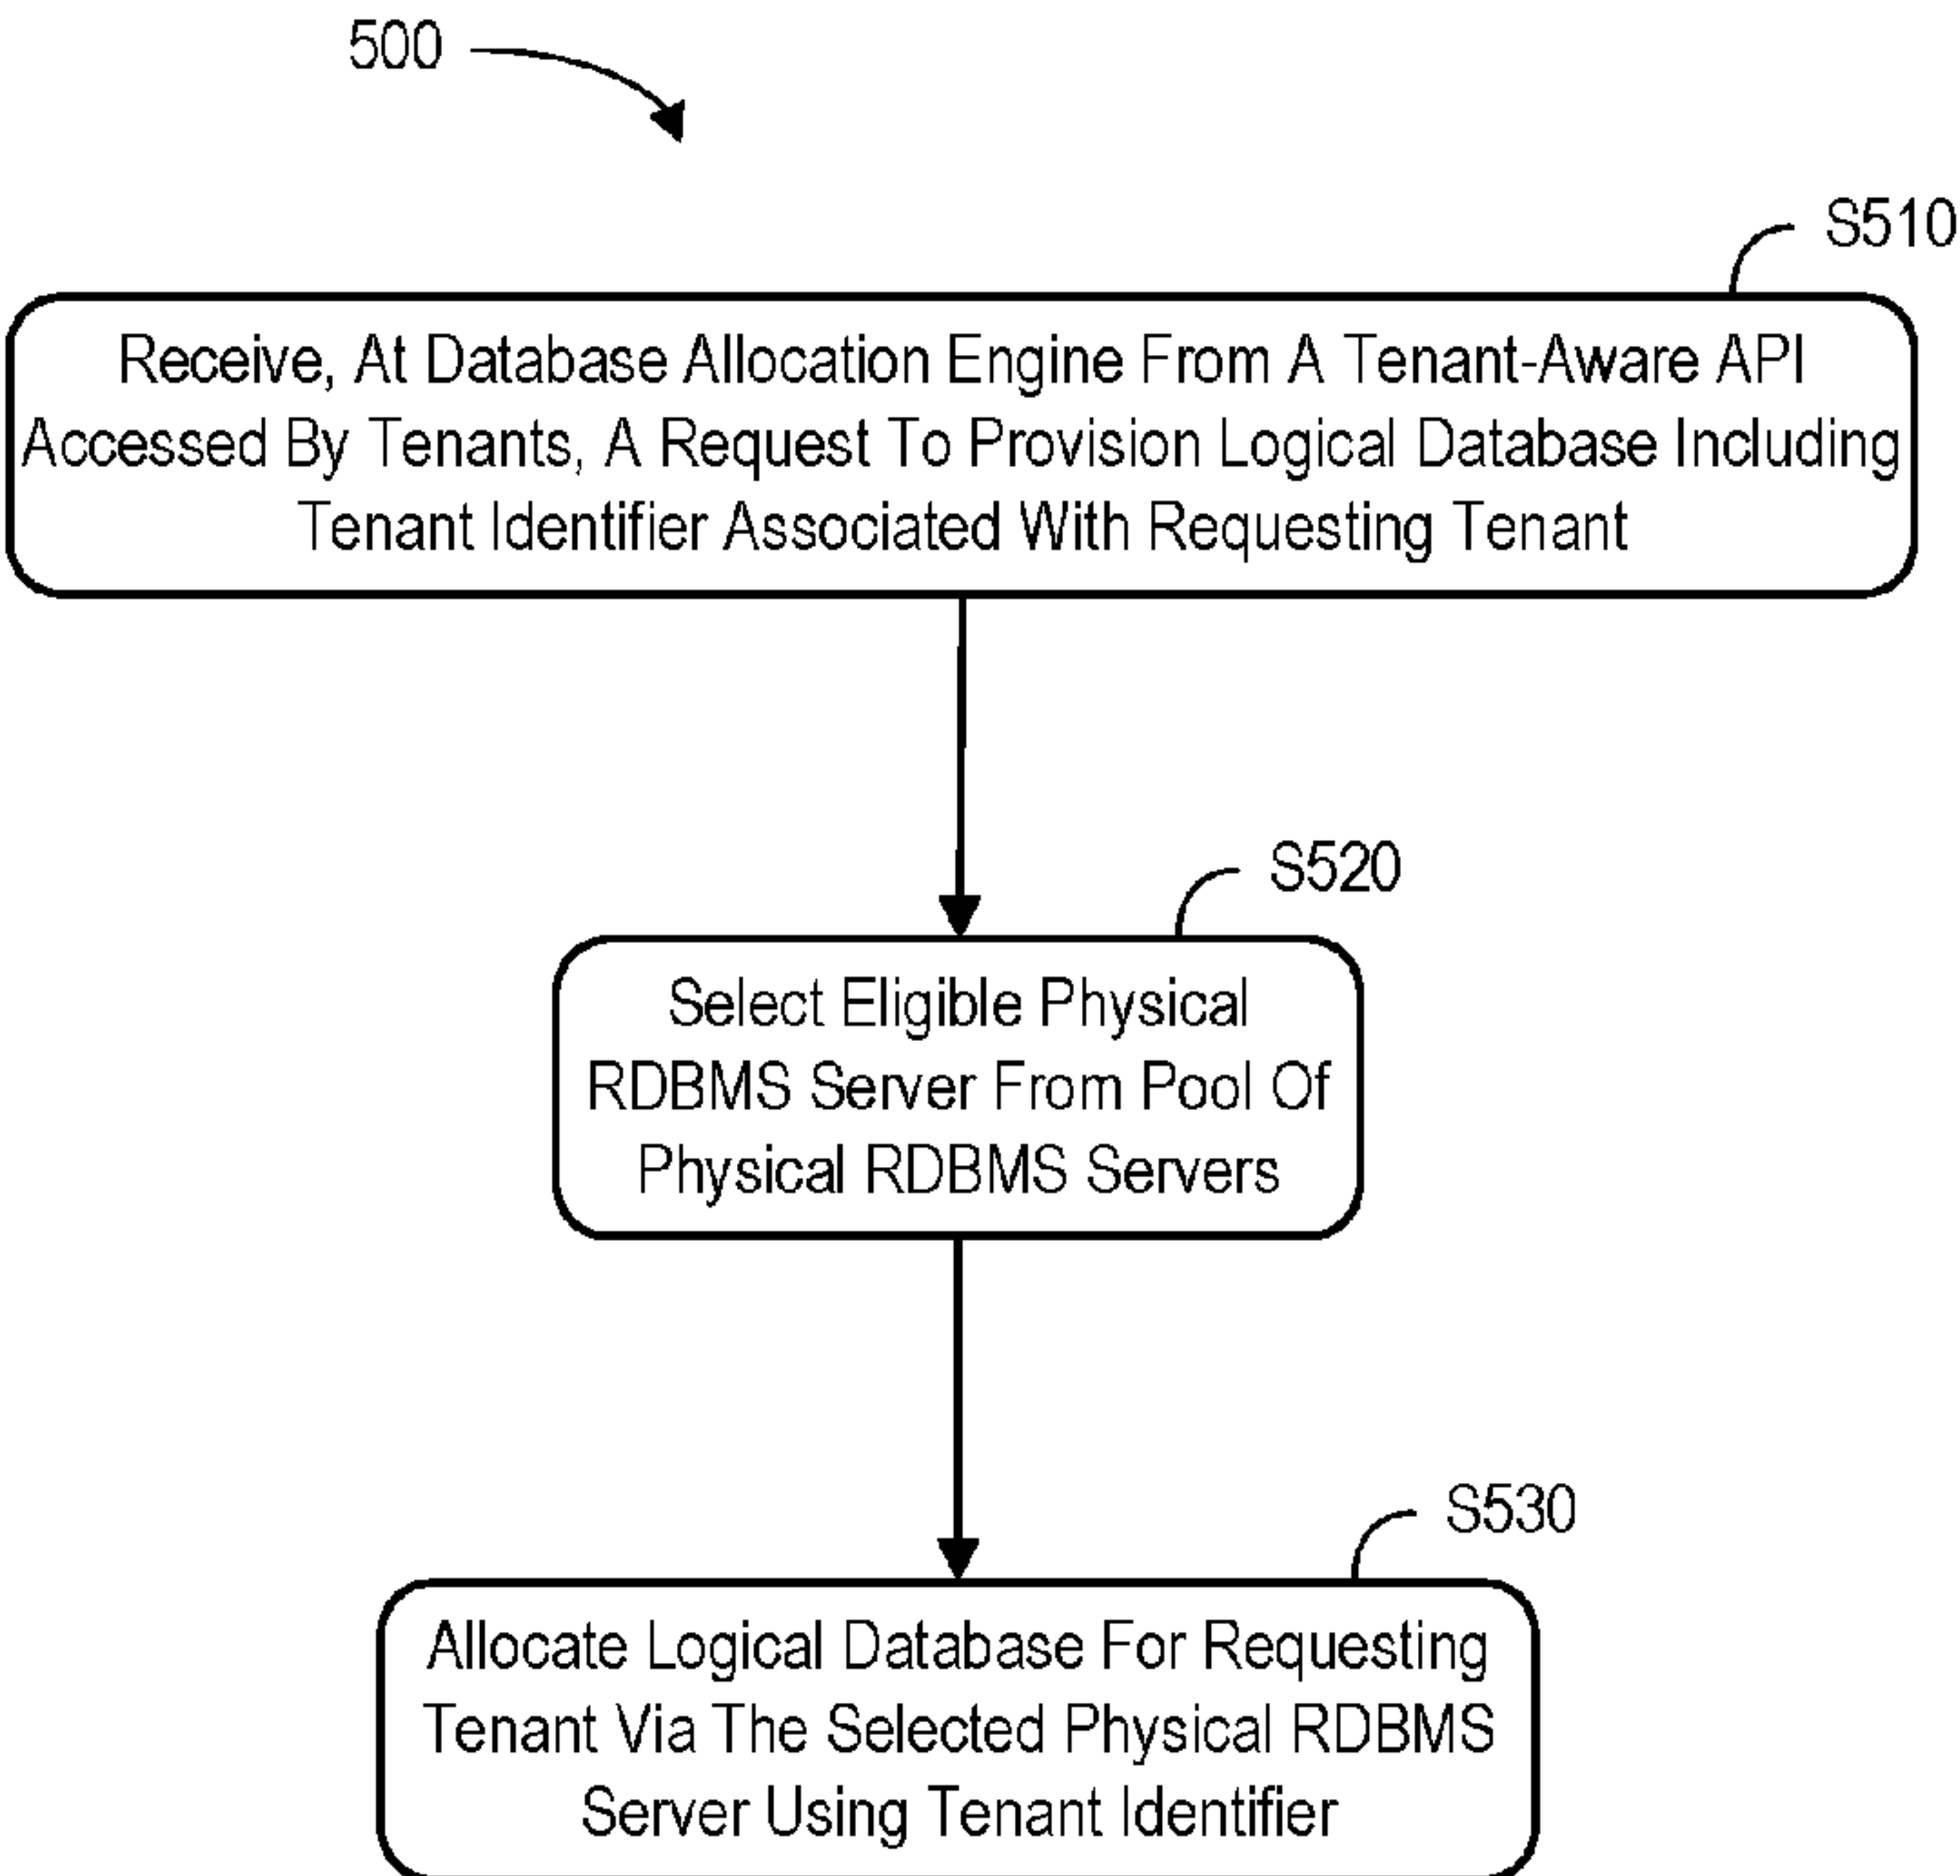 500
S510
Receive, At Database Allocation Engine From A Tenant-Aware API
Accessed By Tenants, A Request To Provision Logical Database Including
Tenant Identifier Associated With Requesting Tenant
S520
Select Eligible Physical
RDBMS Server From Pool Of
Physical RDBMS Servers
S530
Allocate Logical Database For Requesting
Tenant Via The Selected Physical RDBMS
Server Using Tenant Identifier